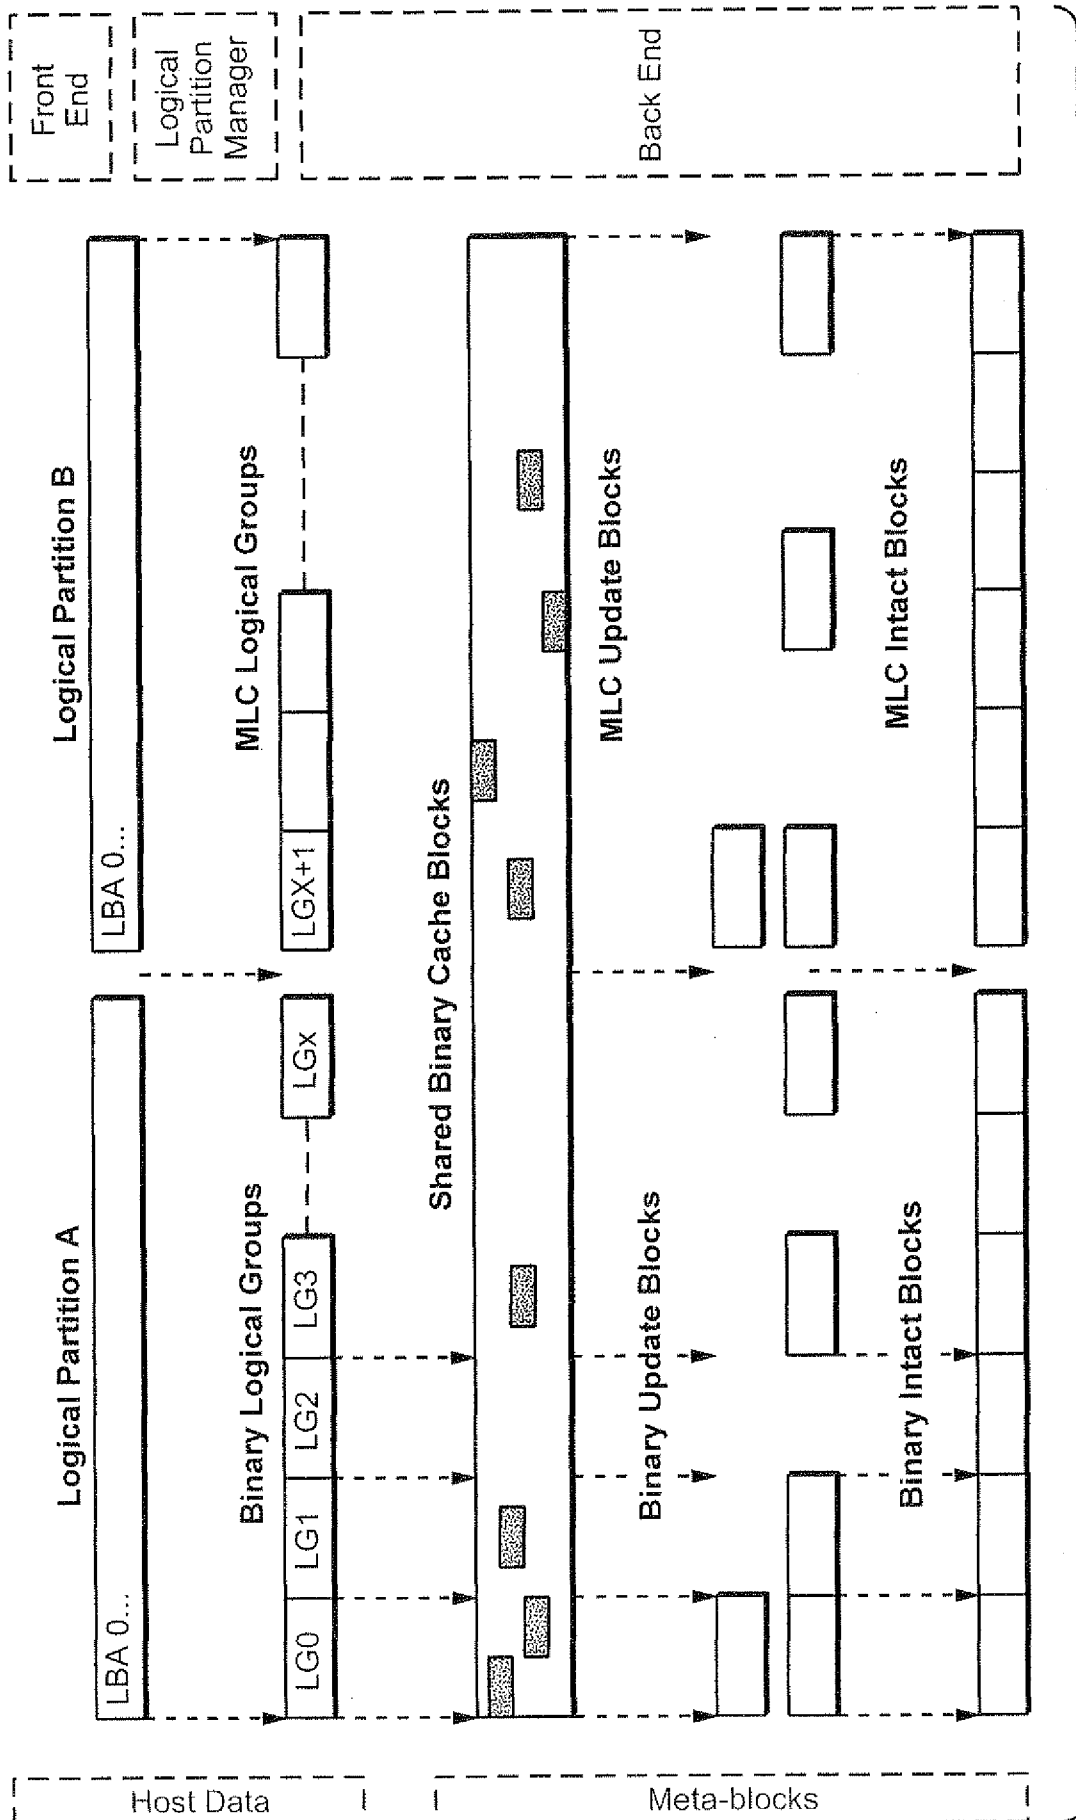 Front
End
Logical
Partition
Manager
Back End
Logical Partition A
Logical Partition B
LBA 0...
LBA 0...
Binary Logical Groups
MLC Logical Groups
LG0
LG1
LG2
LG3
LGx
LGX+1
Shared Binary Cache Blocks
Binary Update Blocks
MLC Update Blocks
Binary Intact Blocks
MLC Intact Blocks
Host Data
Meta-blocks